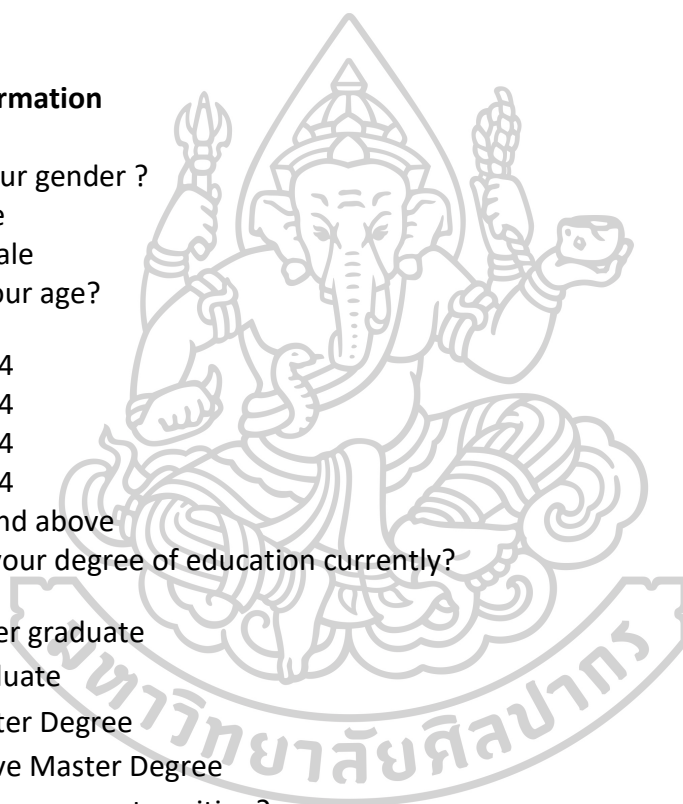 rmation
ur gender ?
e
ale
our age?
4
4
4
4
nd above
your degree of education currently?
er graduate
duate
ter Degree
ve Master Degree
มหาวิทยาลัยศิลปากร